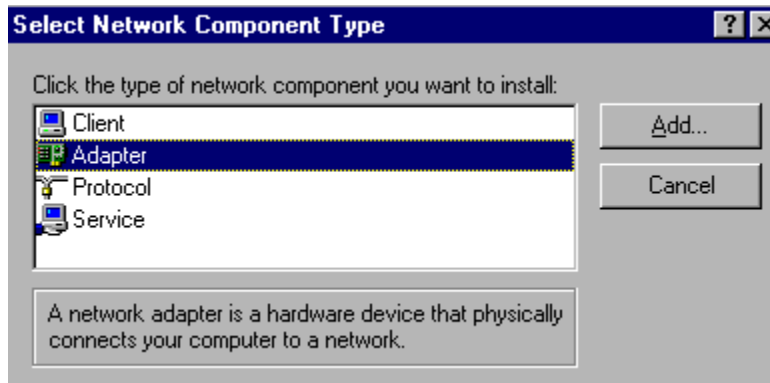 Select Network Component Type
Click the type of network component you want to install:
Client
Adapter
Protocol
Service
Add...
Cancel
A network adapter is a hardware device that physically
connects your computer to a network.